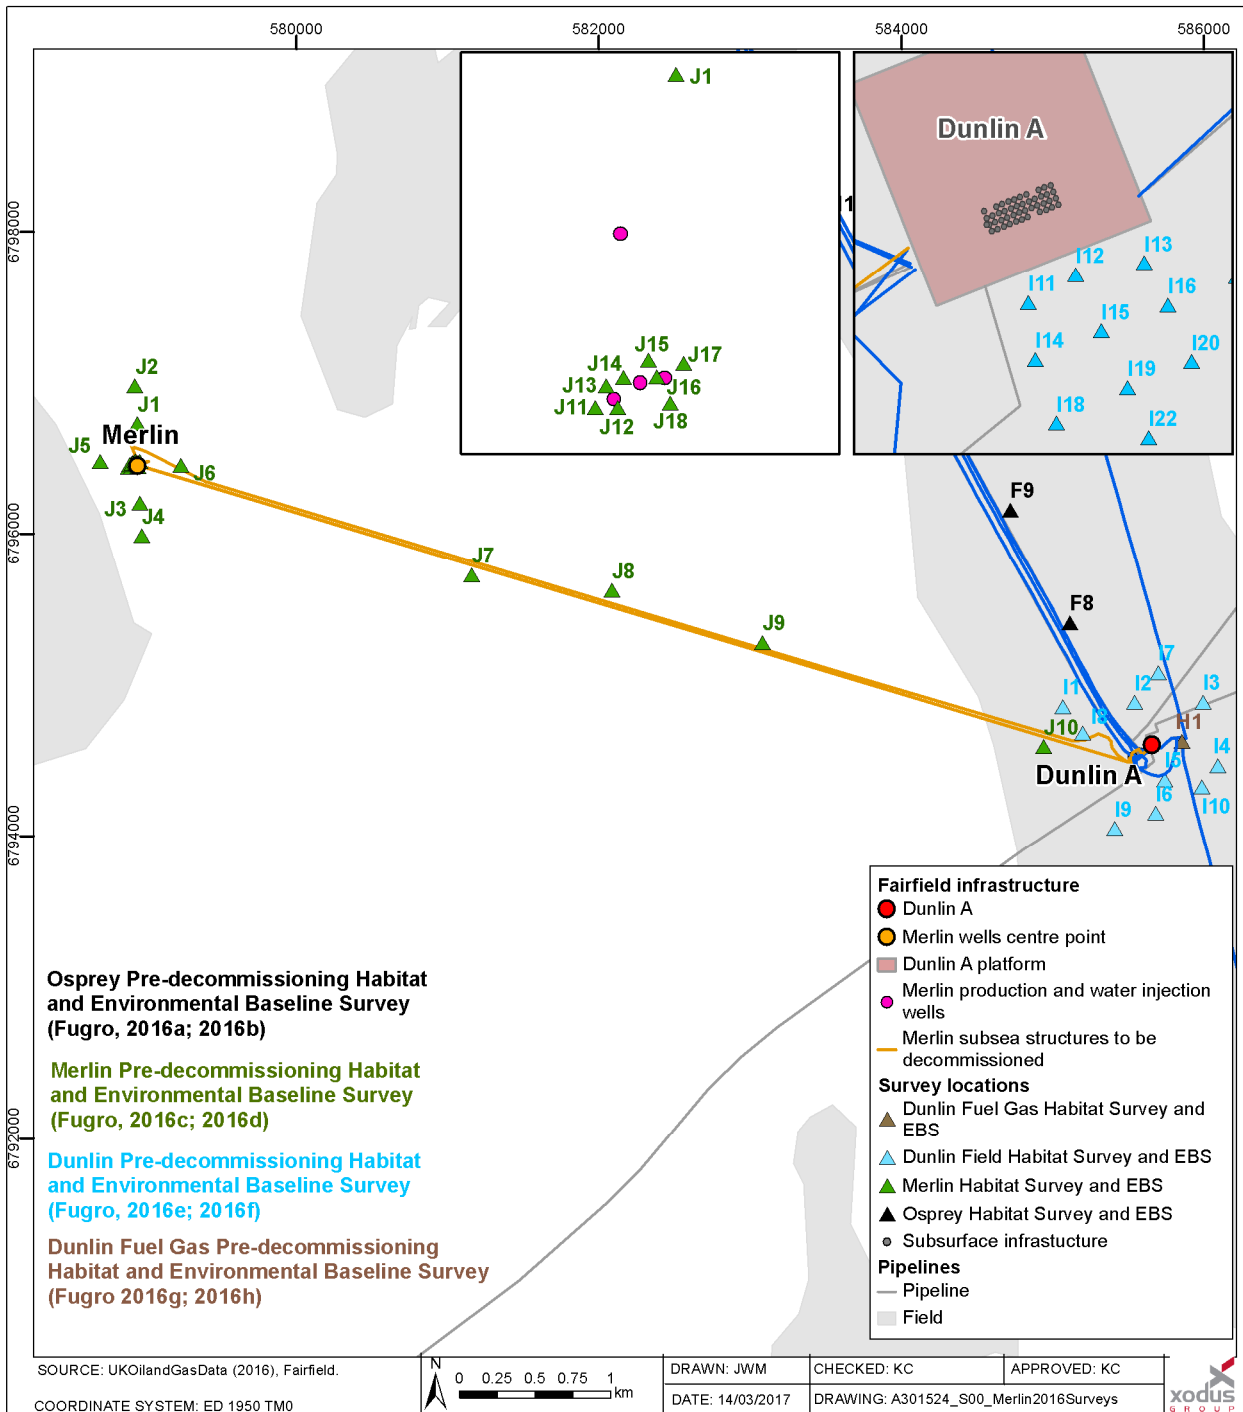 580000
582000
584000
586000
6798000
6796000
6794000
6792000
J1
J15
J17
J14
J13
J16
J11
J12
J18
Dunlin A
I13
I12
I11
I16
I15
I14
I20
I19
I18
I22
1
J2
J1
Merlin
J5
J6
J3
J4
J7
J8
J9
J10
F9
F8
I7
I1
I2
I3
I8
H1
I4
I5
Dunlin A
I6
I10
I9
Fairfield infrastructure
Dunlin A
Merlin wells centre point
Dunlin A platform
Merlin production and water injection
wells
Merlin subsea structures to be
decommissioned
Survey locations
Dunlin Fuel Gas Habitat Survey and
EBS
Dunlin Field Habitat Survey and EBS
Merlin Habitat Survey and EBS
Osprey Habitat Survey and EBS
Subsurface infrastucture
Pipelines
Pipeline
Field
Osprey Pre-decommissioning Habitat
and Environmental Baseline Survey
(Fugro, 2016a; 2016b)
Merlin Pre-decommissioning Habitat
and Environmental Baseline Survey
(Fugro, 2016c; 2016d)
Dunlin Pre-decommissioning Habitat
and Environmental Baseline Survey
(Fugro, 2016e; 2016f)
Dunlin Fuel Gas Pre-decommissioning
Habitat and Environmental Baseline Survey
(Fugro 2016g; 2016h)
SOURCE: UKOilandGasData (2016), Fairfield.
COORDINATE SYSTEM: ED 1950 TM0
N
0 0.25 0.5 0.75 1
km
DRAWN: JWM
CHECKED: KC
APPROVED: KC
DATE: 14/03/2017
DRAWING: A301524_S00_Merlin2016Surveys
xodus
GROUP